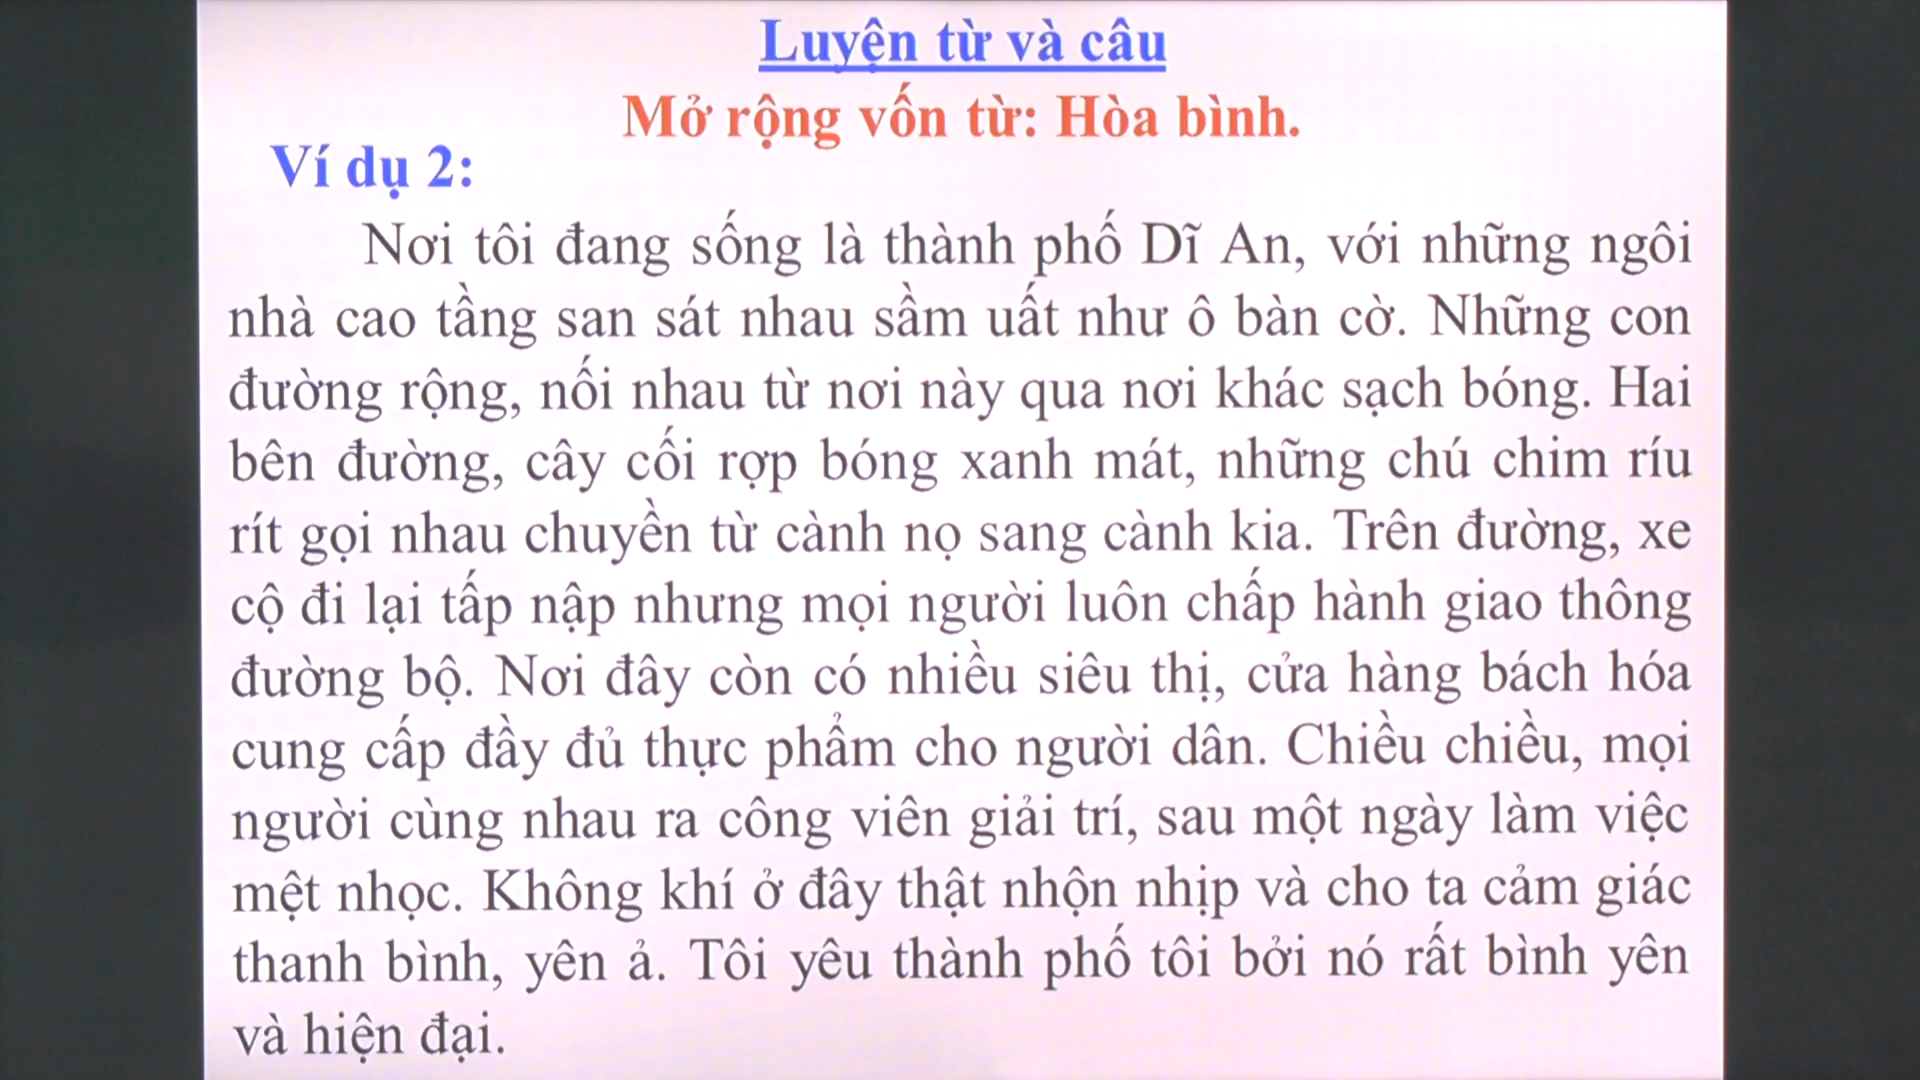 Luyện từ và câu
Mở rộng vốn từ: Hòa bình.
Ví dụ 2:
Nơi tôi đang sống là thành phố Dĩ An, với những ngôi
nhà cao tầng san sát nhau sầm uất như ô bàn cờ. Những con
đường rộng, nối nhau từ nơi này qua nơi khác sạch bóng. Hai
bên đường, cây cối rợp bóng xanh mát, những chú chim ríu
rít gọi nhau chuyền từ cành nọ sang cành kia. Trên đường, xe
cộ đi lại tấp nập nhưng mọi người luôn chấp hành giao thông
đường bộ. Nơi đây còn có nhiều siêu thị, cửa hàng bách hóa
cung cấp đầy đủ thực phẩm cho người dân. Chiều chiều, mọi
người cùng nhau ra công viên giải trí, sau một ngày làm việc
mệt nhọc. Không khí ở đây thật nhộn nhịp và cho ta cảm giác
thanh bình, yên ả. Tôi yêu thành phố tôi bởi nó rất bình yên
và hiện đại.